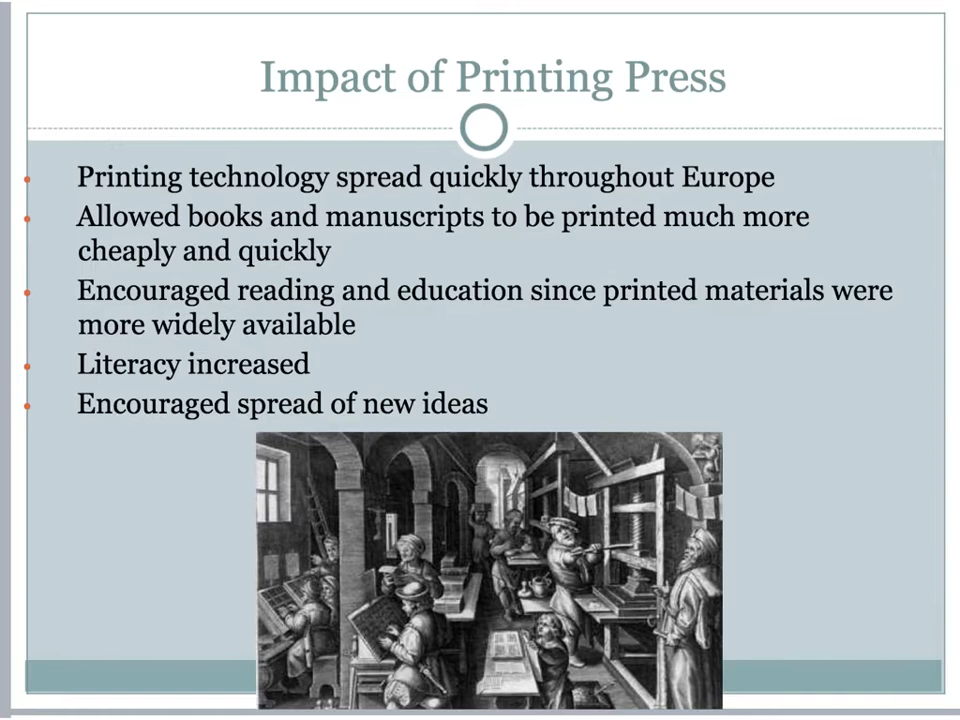 Impact of Printing Press
Printing technology spread quickly throughout Europe
Allowed books and manuscripts to be printed much more
cheaply and quickly
Encouraged reading and education since printed materials were
more widely available
Literacy increased
Encouraged spread of new ideas